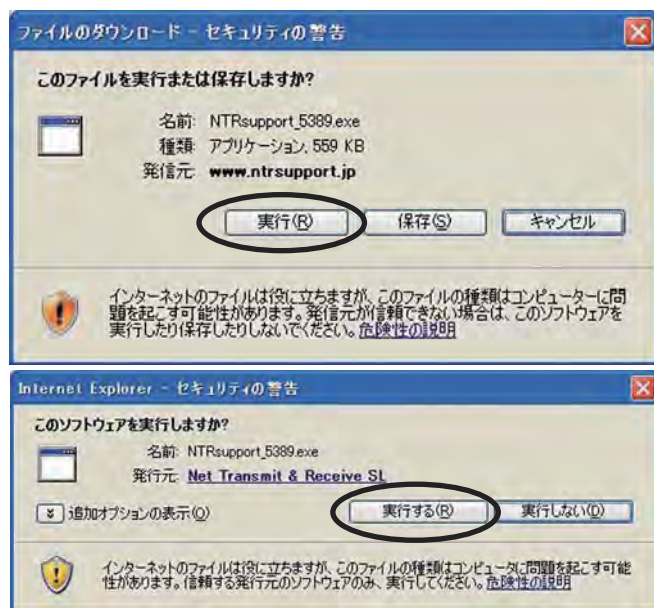 ファイルのダウンロード - セキュリティの警告
このファイルを実行または保存しますか?
名前: NTRsupport_5389.exe
種類: アプリケーション, 559 KB
発信元: www.ntrsupport.jp
実行(R) 保存(S) キャンセル
インターネットのファイルは役に立ちますが、このファイルの種類はコンピューターに問
題を起こす可能性があります。発信元が信頼できない場合は、このソフトウェアを
実行したり保存したりしないでください。危険性の説明
Internet Explorer - セキュリティの警告
このソフトウェアを実行しますか?
名前: NTRsupport_5389.exe
発行元: Net Transmit & Receive SL
追加オプションの表示(O) 実行する(R) 実行しない(D)
インターネットのファイルは役に立ちますが、このファイルの種類はコンピュータに問題を起こす可能
性があります。信頼する発行元のソフトウェアのみ、実行してください。危険性の説明